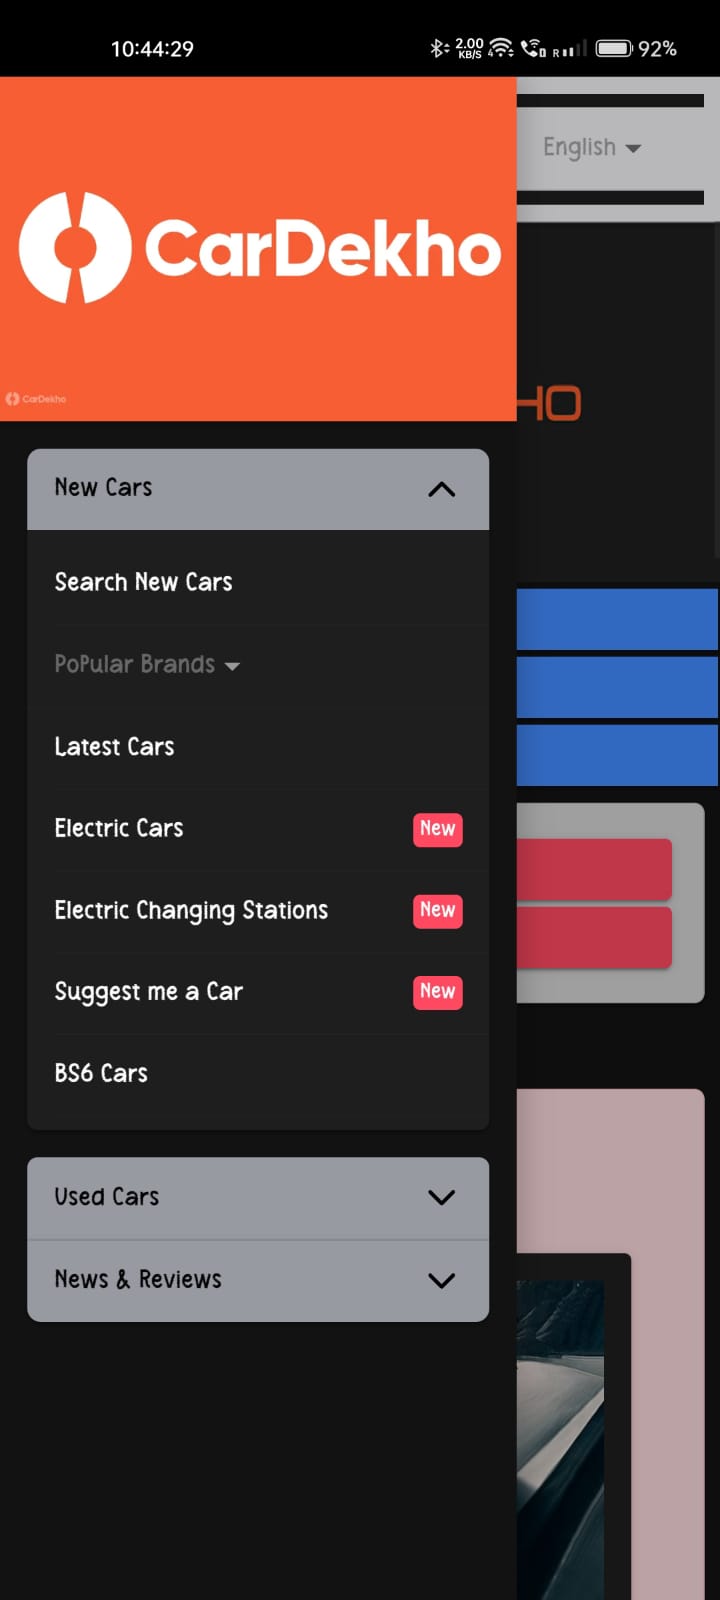 10:44:29
2.00
KB/S
4
R
92%
English
CarDekho
CarDekho
HO
New Cars
Search New Cars
PoPular Brands
Latest Cars
Electric Cars New
Electric Changing Stations New
Suggest me a Car New
BS6 Cars
Used Cars
News & Reviews